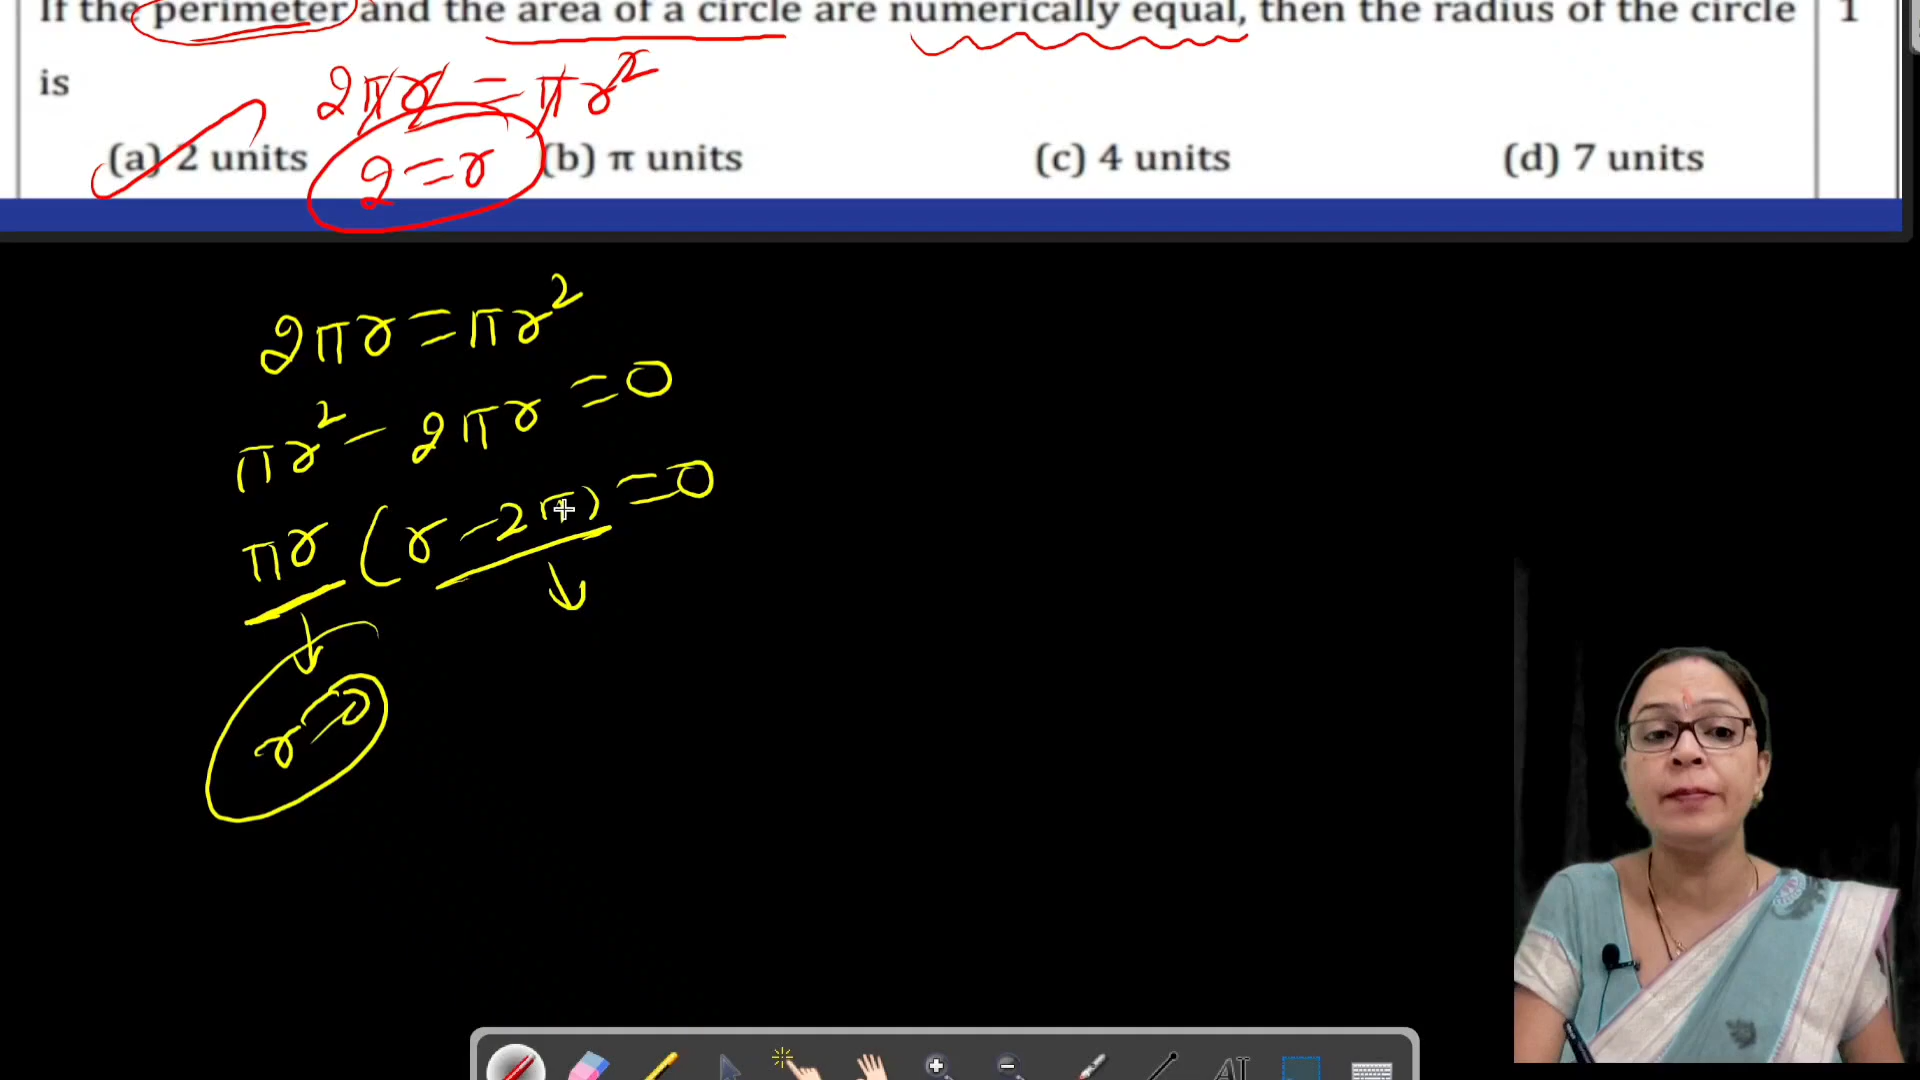 If the perimeter and the area of a circle are numerically equal, then the radius of the circle 1
is
2πr = πr²
(a) 2 units (b) π units (c) 4 units (d) 7 units
2 = r
2πr = πr²
πr² - 2πr = 0
πr (r - 2π) = 0
r = 0